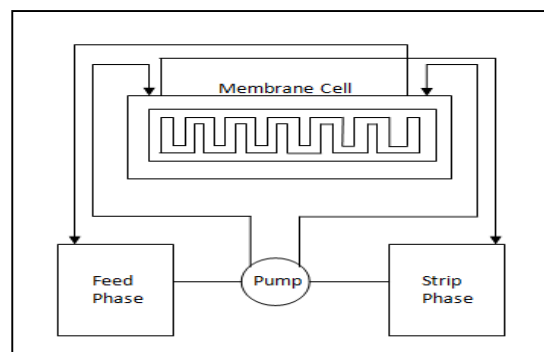 Membrane Cell
Feed
Phase
Pump
Strip
Phase